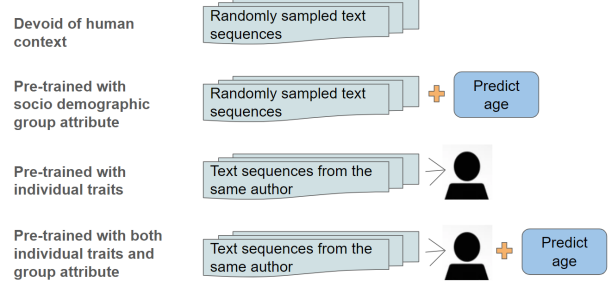 Devoid of human
context
Randomly sampled text
sequences
Pre-trained with
socio demographic
group attribute
Randomly sampled text
sequences
Predict
age
Pre-trained with
individual traits
Text sequences from the
same author
Pre-trained with both
individual traits and
group attribute
Text sequences from the
same author
Predict
age